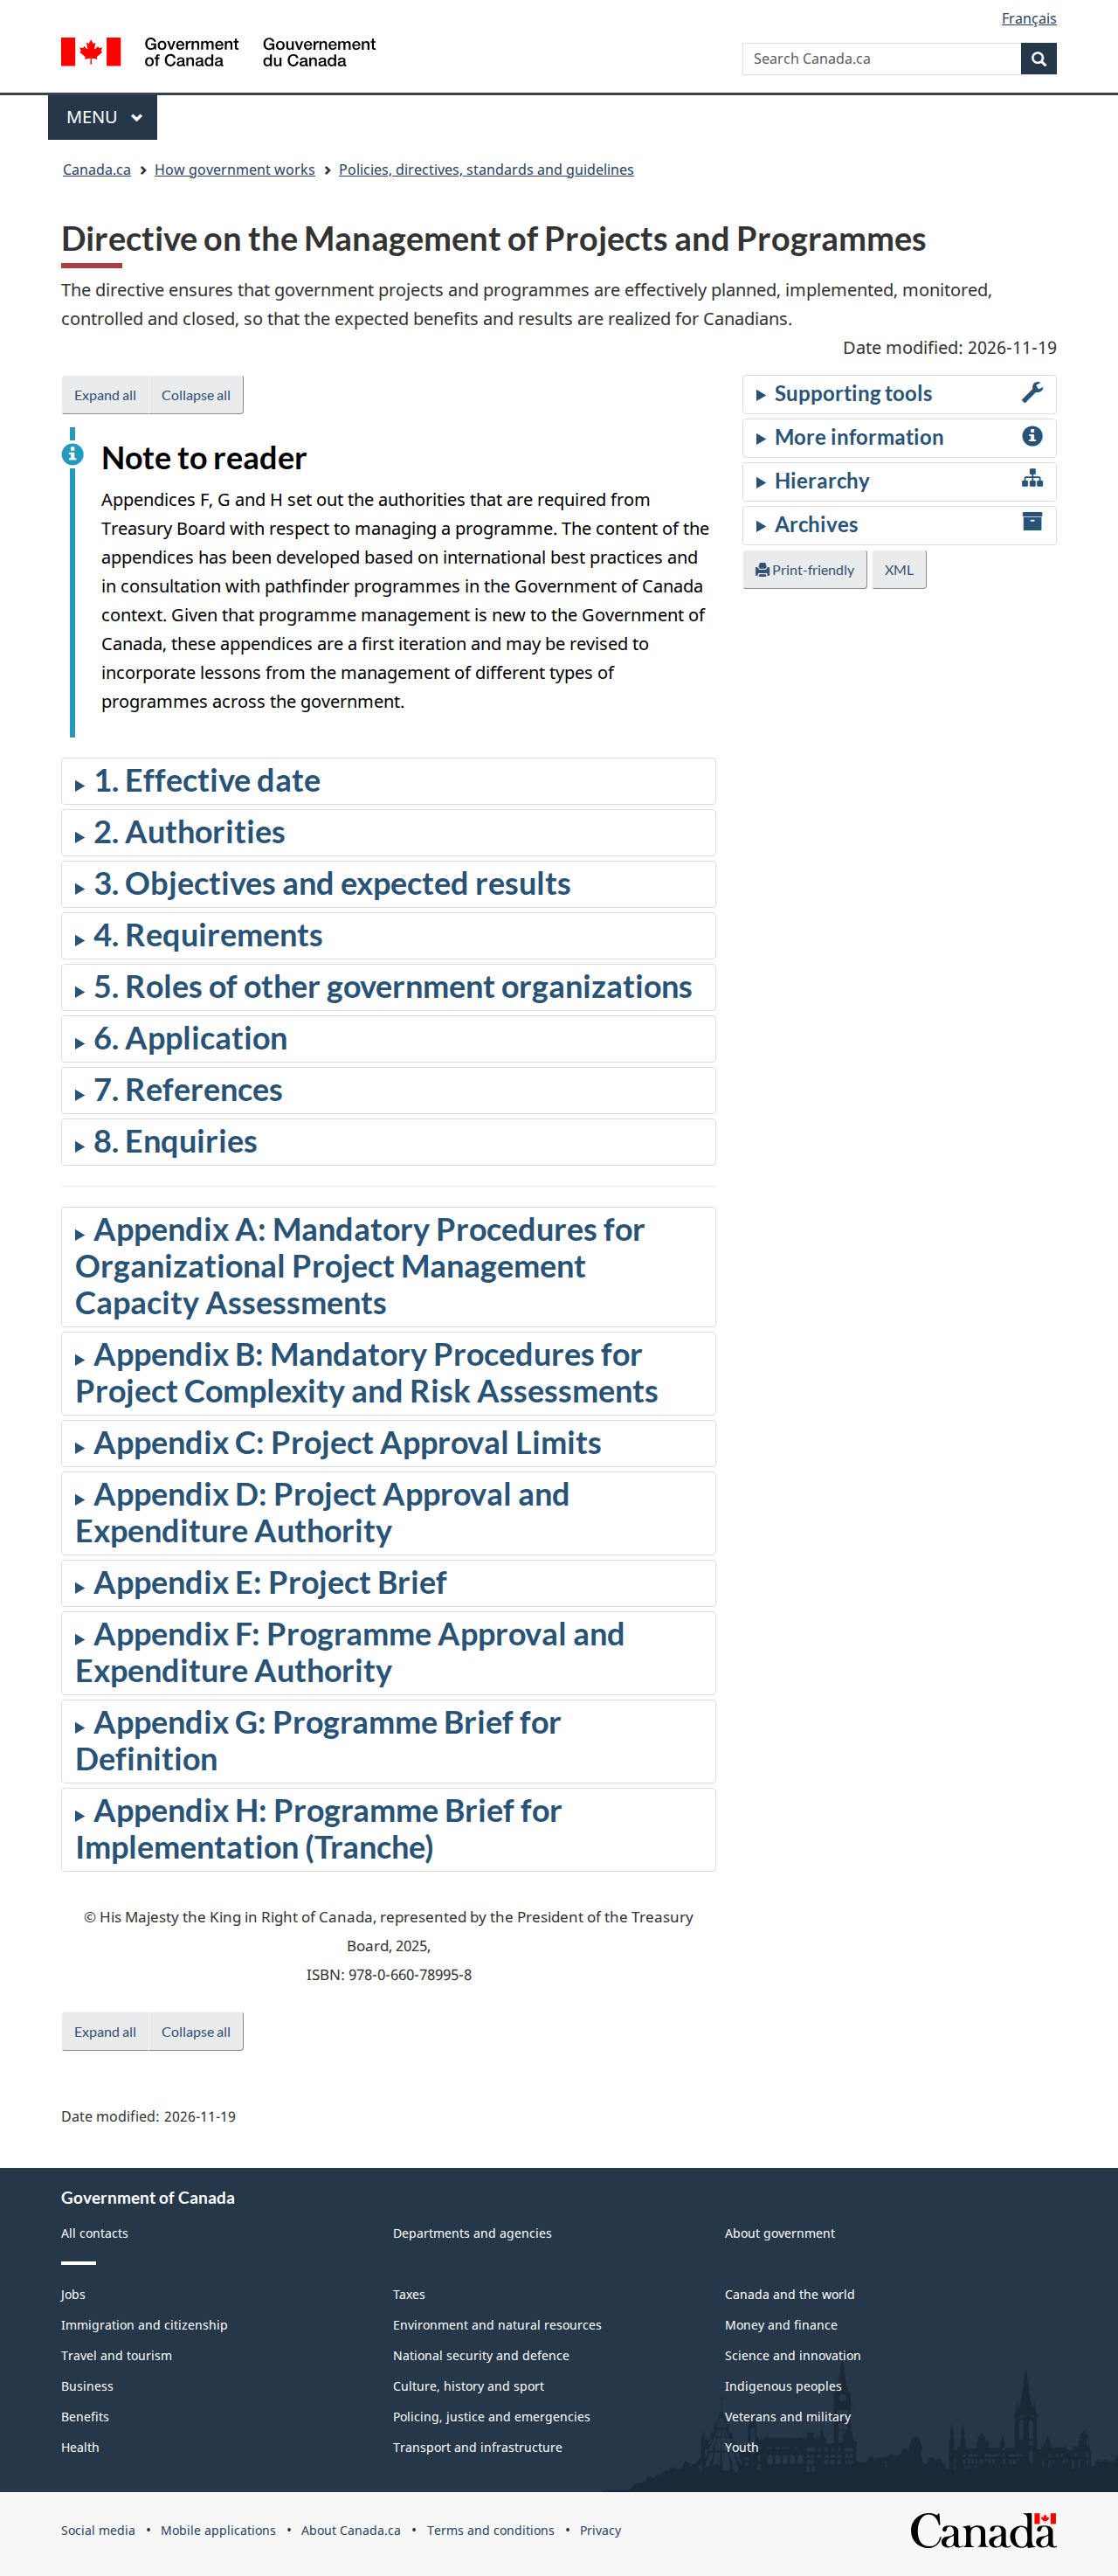 Français
Government of Canada
Gouvernement du Canada
Search Canada.ca
MENU
Canada.ca > How government works > Policies, directives, standards and guidelines
Directive on the Management of Projects and Programmes
The directive ensures that government projects and programmes are effectively planned, implemented, monitored,
controlled and closed, so that the expected benefits and results are realized for Canadians.
Date modified: 2026-11-19
Expand all Collapse all
Note to reader
Appendices F, G and H set out the authorities that are required from
Treasury Board with respect to managing a programme. The content of the
appendices has been developed based on international best practices and
in consultation with pathfinder programmes in the Government of Canada
context. Given that programme management is new to the Government of
Canada, these appendices are a first iteration and may be revised to
incorporate lessons from the management of different types of
programmes across the government.
1. Effective date
2. Authorities
3. Objectives and expected results
4. Requirements
5. Roles of other government organizations
6. Application
7. References
8. Enquiries
Appendix A: Mandatory Procedures for
Organizational Project Management
Capacity Assessments
Appendix B: Mandatory Procedures for
Project Complexity and Risk Assessments
Appendix C: Project Approval Limits
Appendix D: Project Approval and
Expenditure Authority
Appendix E: Project Brief
Appendix F: Programme Approval and
Expenditure Authority
Appendix G: Programme Brief for
Definition
Appendix H: Programme Brief for
Implementation (Tranche)
© His Majesty the King in Right of Canada, represented by the President of the Treasury
Board, 2025,
ISBN: 978-0-660-78995-8
Expand all Collapse all
Supporting tools
More information
Hierarchy
Archives
Print-friendly XML
Date modified: 2026-11-19
Government of Canada
All contacts Departments and agencies About government
Jobs Taxes Canada and the world
Immigration and citizenship Environment and natural resources Money and finance
Travel and tourism National security and defence Science and innovation
Business Culture, history and sport Indigenous peoples
Benefits Policing, justice and emergencies Veterans and military
Health Transport and infrastructure Youth
Social media • Mobile applications • About Canada.ca • Terms and conditions • Privacy
Canada